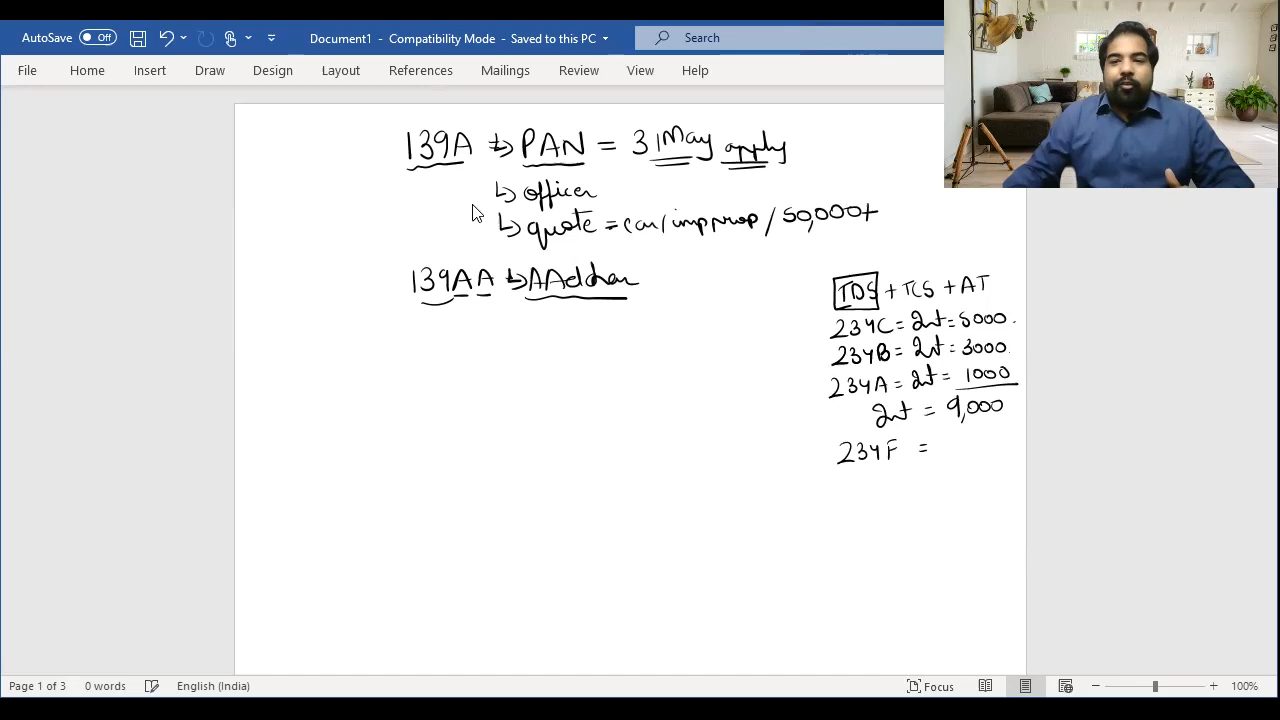 AutoSave Off Document1 - Compatibility Mode - Saved to this PC Search
File Home Insert Draw Design Layout References Mailings Review View Help
139A ↳ PAN = 31May apply
↳ officer
↳ quote = car/imp prop / 50,000+
139AA ↳ AAdhar
TDS + TCS + AT
234C = Int = 5000
234B = Int = 3000
234A = Int = 1000
Int = 9,000
234F =
Page 1 of 3 0 words English (India) Focus 100%